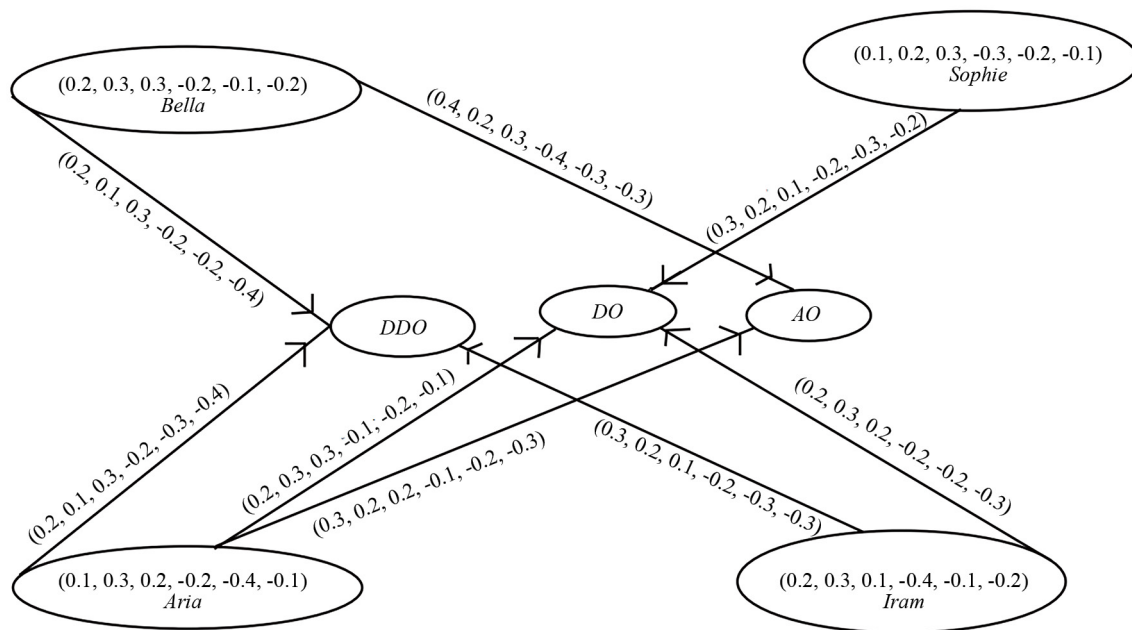 (0.2, 0.3, 0.3, -0.2, -0.1, -0.2)
Bella
(0.1, 0.2, 0.3, -0.3, -0.2, -0.1)
Sophie
(0.4, 0.2, 0.3, -0.4, -0.3, -0.3)
(0.3, 0.2, 0.1, -0.2, -0.3, -0.2)
(0.2, 0.1, 0.3, -0.2, -0.2, -0.4)
DDO
DO
AO
(0.2, 0.1, 0.3, -0.2, -0.3, -0.4)
(0.2, 0.3, 0.3, -0.1, -0.2, -0.1)
(0.3, 0.2, 0.2, -0.1, -0.2, -0.3)
(0.3, 0.2, 0.1, -0.2, -0.3, -0.3)
(0.2, 0.3, 0.2, -0.2, -0.2, -0.3)
(0.1, 0.3, 0.2, -0.2, -0.4, -0.1)
Aria
(0.2, 0.3, 0.1, -0.4, -0.1, -0.2)
Iram